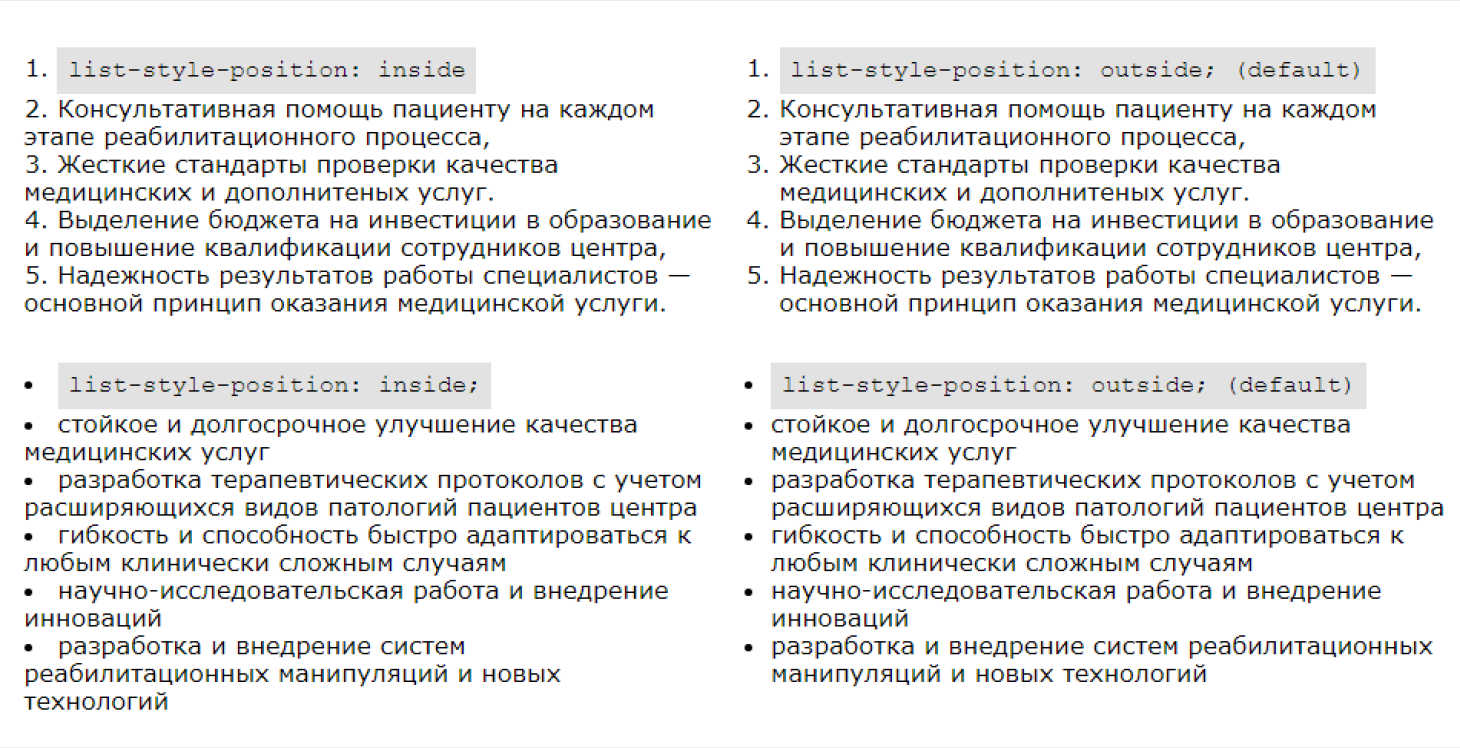 1. list-style-position: inside
2. Консультативная помощь пациенту на каждом
этапе реабилитационного процесса,
3. Жесткие стандарты проверки качества
медицинских и дополнитеных услуг.
4. Выделение бюджета на инвестиции в образование
и повышение квалификации сотрудников центра,
5. Надежность результатов работы специалистов —
основной принцип оказания медицинской услуги.
• list-style-position: inside;
• стойкое и долгосрочное улучшение качества
медицинских услуг
• разработка терапевтических протоколов с учетом
расширяющихся видов патологий пациентов центра
• гибкость и способность быстро адаптироваться к
любым клинически сложным случаям
• научно-исследовательская работа и внедрение
инноваций
• разработка и внедрение систем
реабилитационных манипуляций и новых
технологий
1. list-style-position: outside; (default)
2. Консультативная помощь пациенту на каждом
этапе реабилитационного процесса,
3. Жесткие стандарты проверки качества
медицинских и дополнитеных услуг.
4. Выделение бюджета на инвестиции в образование
и повышение квалификации сотрудников центра,
5. Надежность результатов работы специалистов —
основной принцип оказания медицинской услуги.
• list-style-position: outside; (default)
• стойкое и долгосрочное улучшение качества
медицинских услуг
• разработка терапевтических протоколов с учетом
расширяющихся видов патологий пациентов центра
• гибкость и способность быстро адаптироваться к
любым клинически сложным случаям
• научно-исследовательская работа и внедрение
инноваций
• разработка и внедрение систем реабилитационных
манипуляций и новых технологий